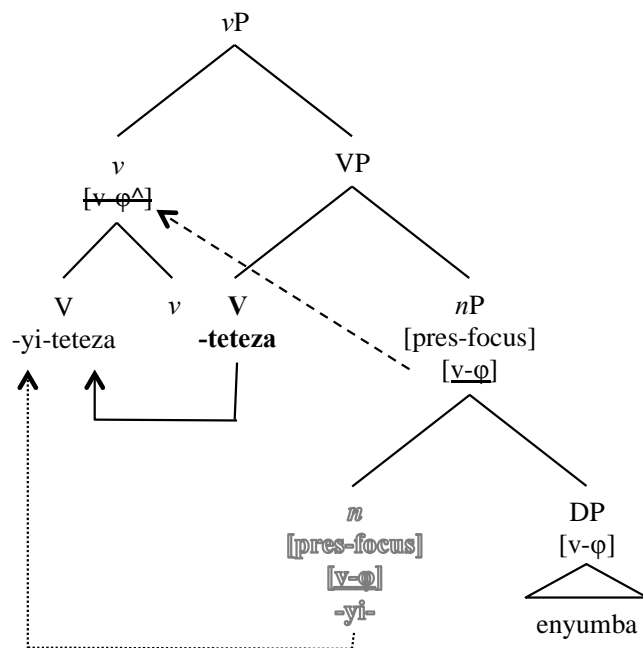 vP
v VP
[v-φ^]
V v V nP
-yi-teteza -teteza [pres-focus]
[v-φ]
n DP
[pres-focus] [v-φ]
[v-φ]
-yi-
enyumba